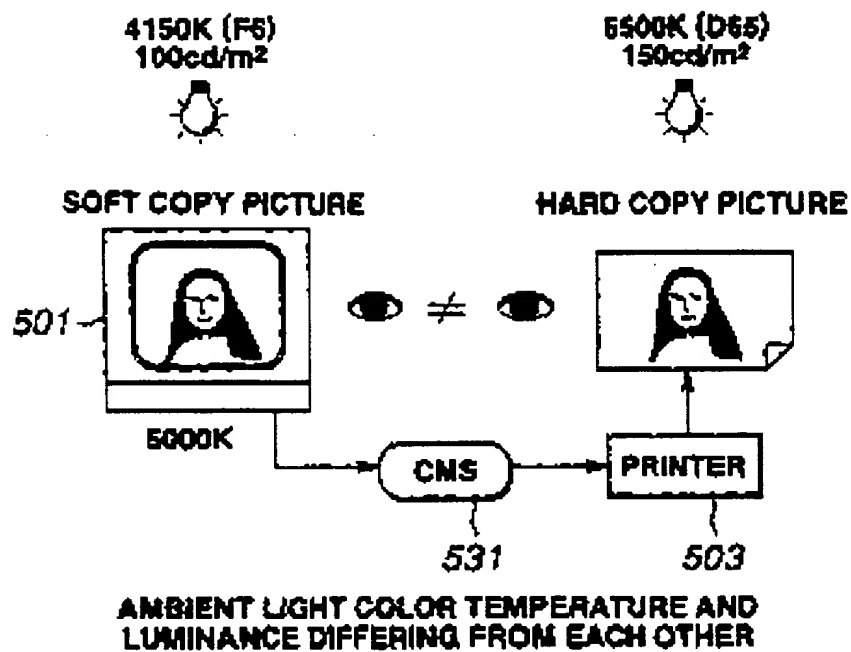 4150K (F6)
100cd/m²
6500K (D65)
150cd/m²
SOFT COPY PICTURE
HARD COPY PICTURE
501
≠
5000K
CMS
PRINTER
531
503
AMBIENT LIGHT COLOR TEMPERATURE AND
LUMINANCE DIFFERING FROM EACH OTHER